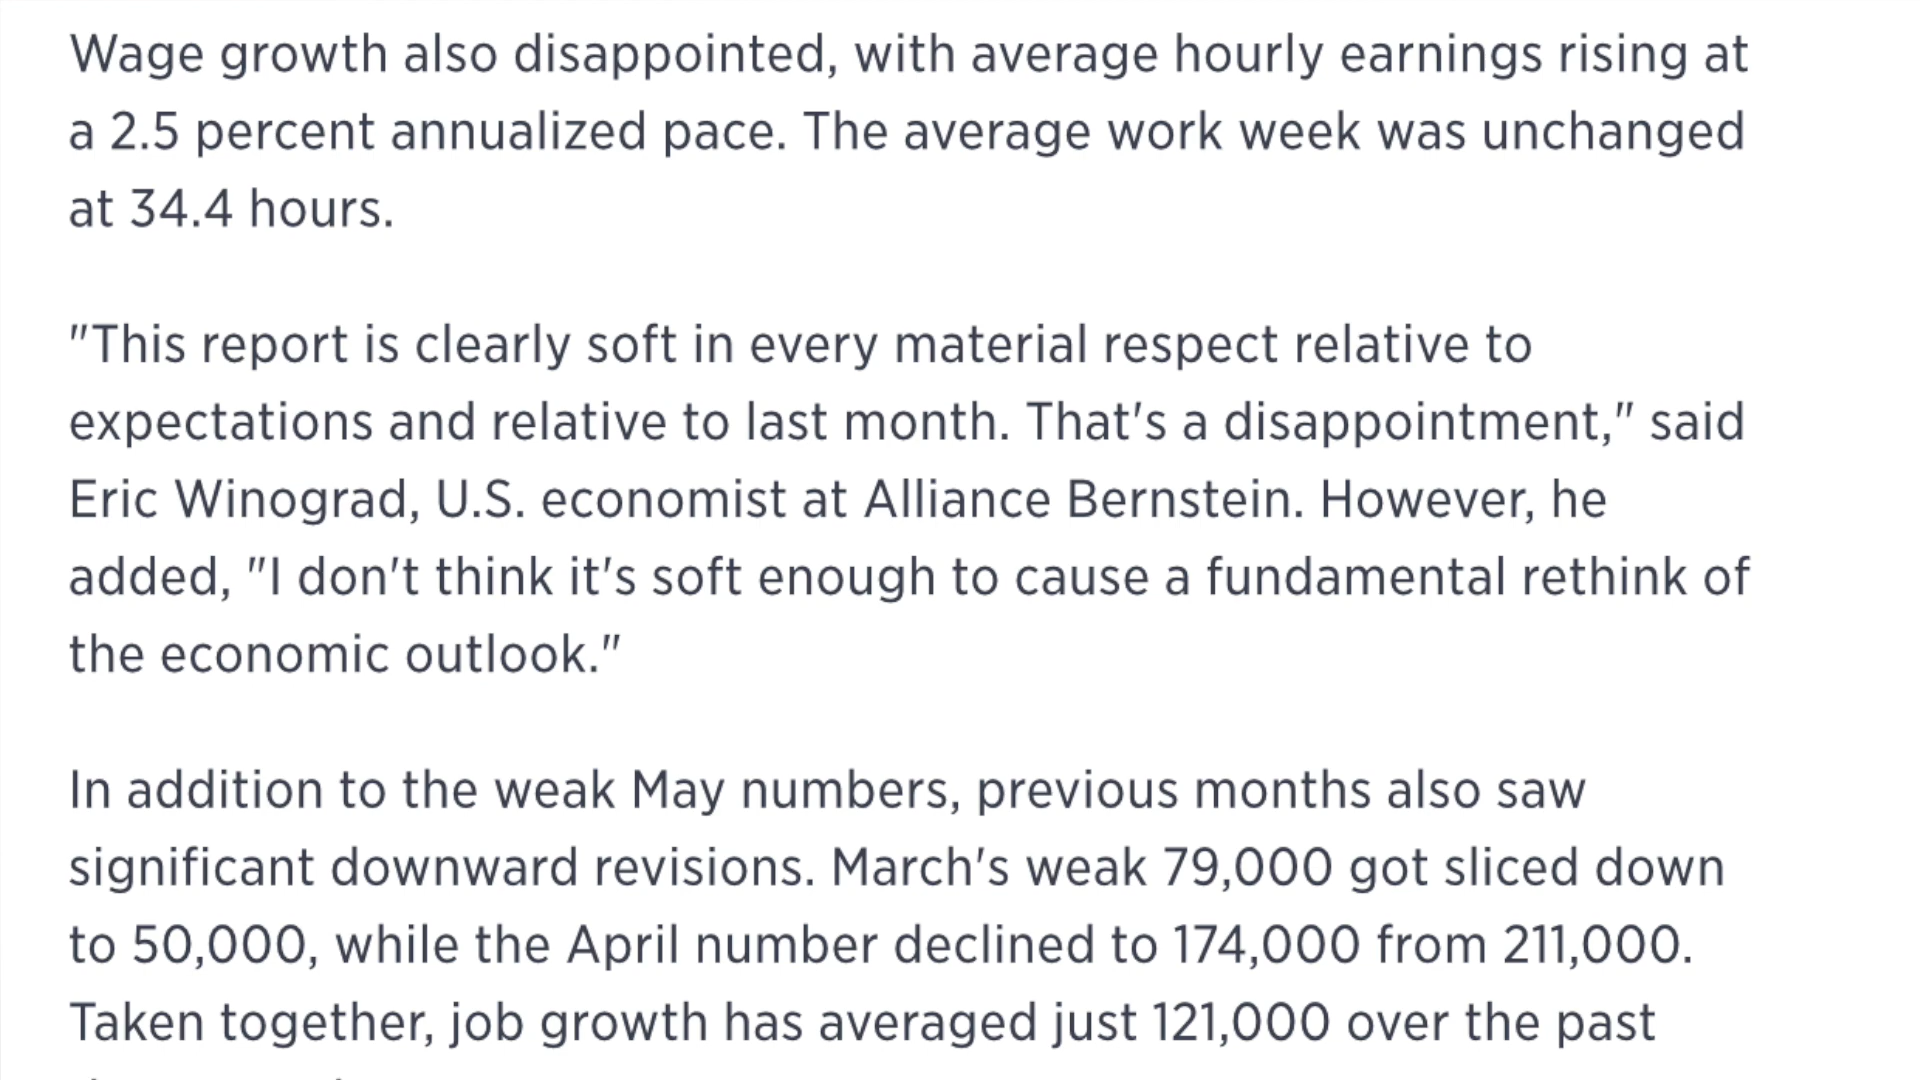 Wage growth also disappointed, with average hourly earnings rising at
a 2.5 percent annualized pace. The average work week was unchanged
at 34.4 hours.
"This report is clearly soft in every material respect relative to
expectations and relative to last month. That's a disappointment," said
Eric Winograd, U.S. economist at Alliance Bernstein. However, he
added, "I don't think it's soft enough to cause a fundamental rethink of
the economic outlook."
In addition to the weak May numbers, previous months also saw
significant downward revisions. March's weak 79,000 got sliced down
to 50,000, while the April number declined to 174,000 from 211,000.
Taken together, job growth has averaged just 121,000 over the past